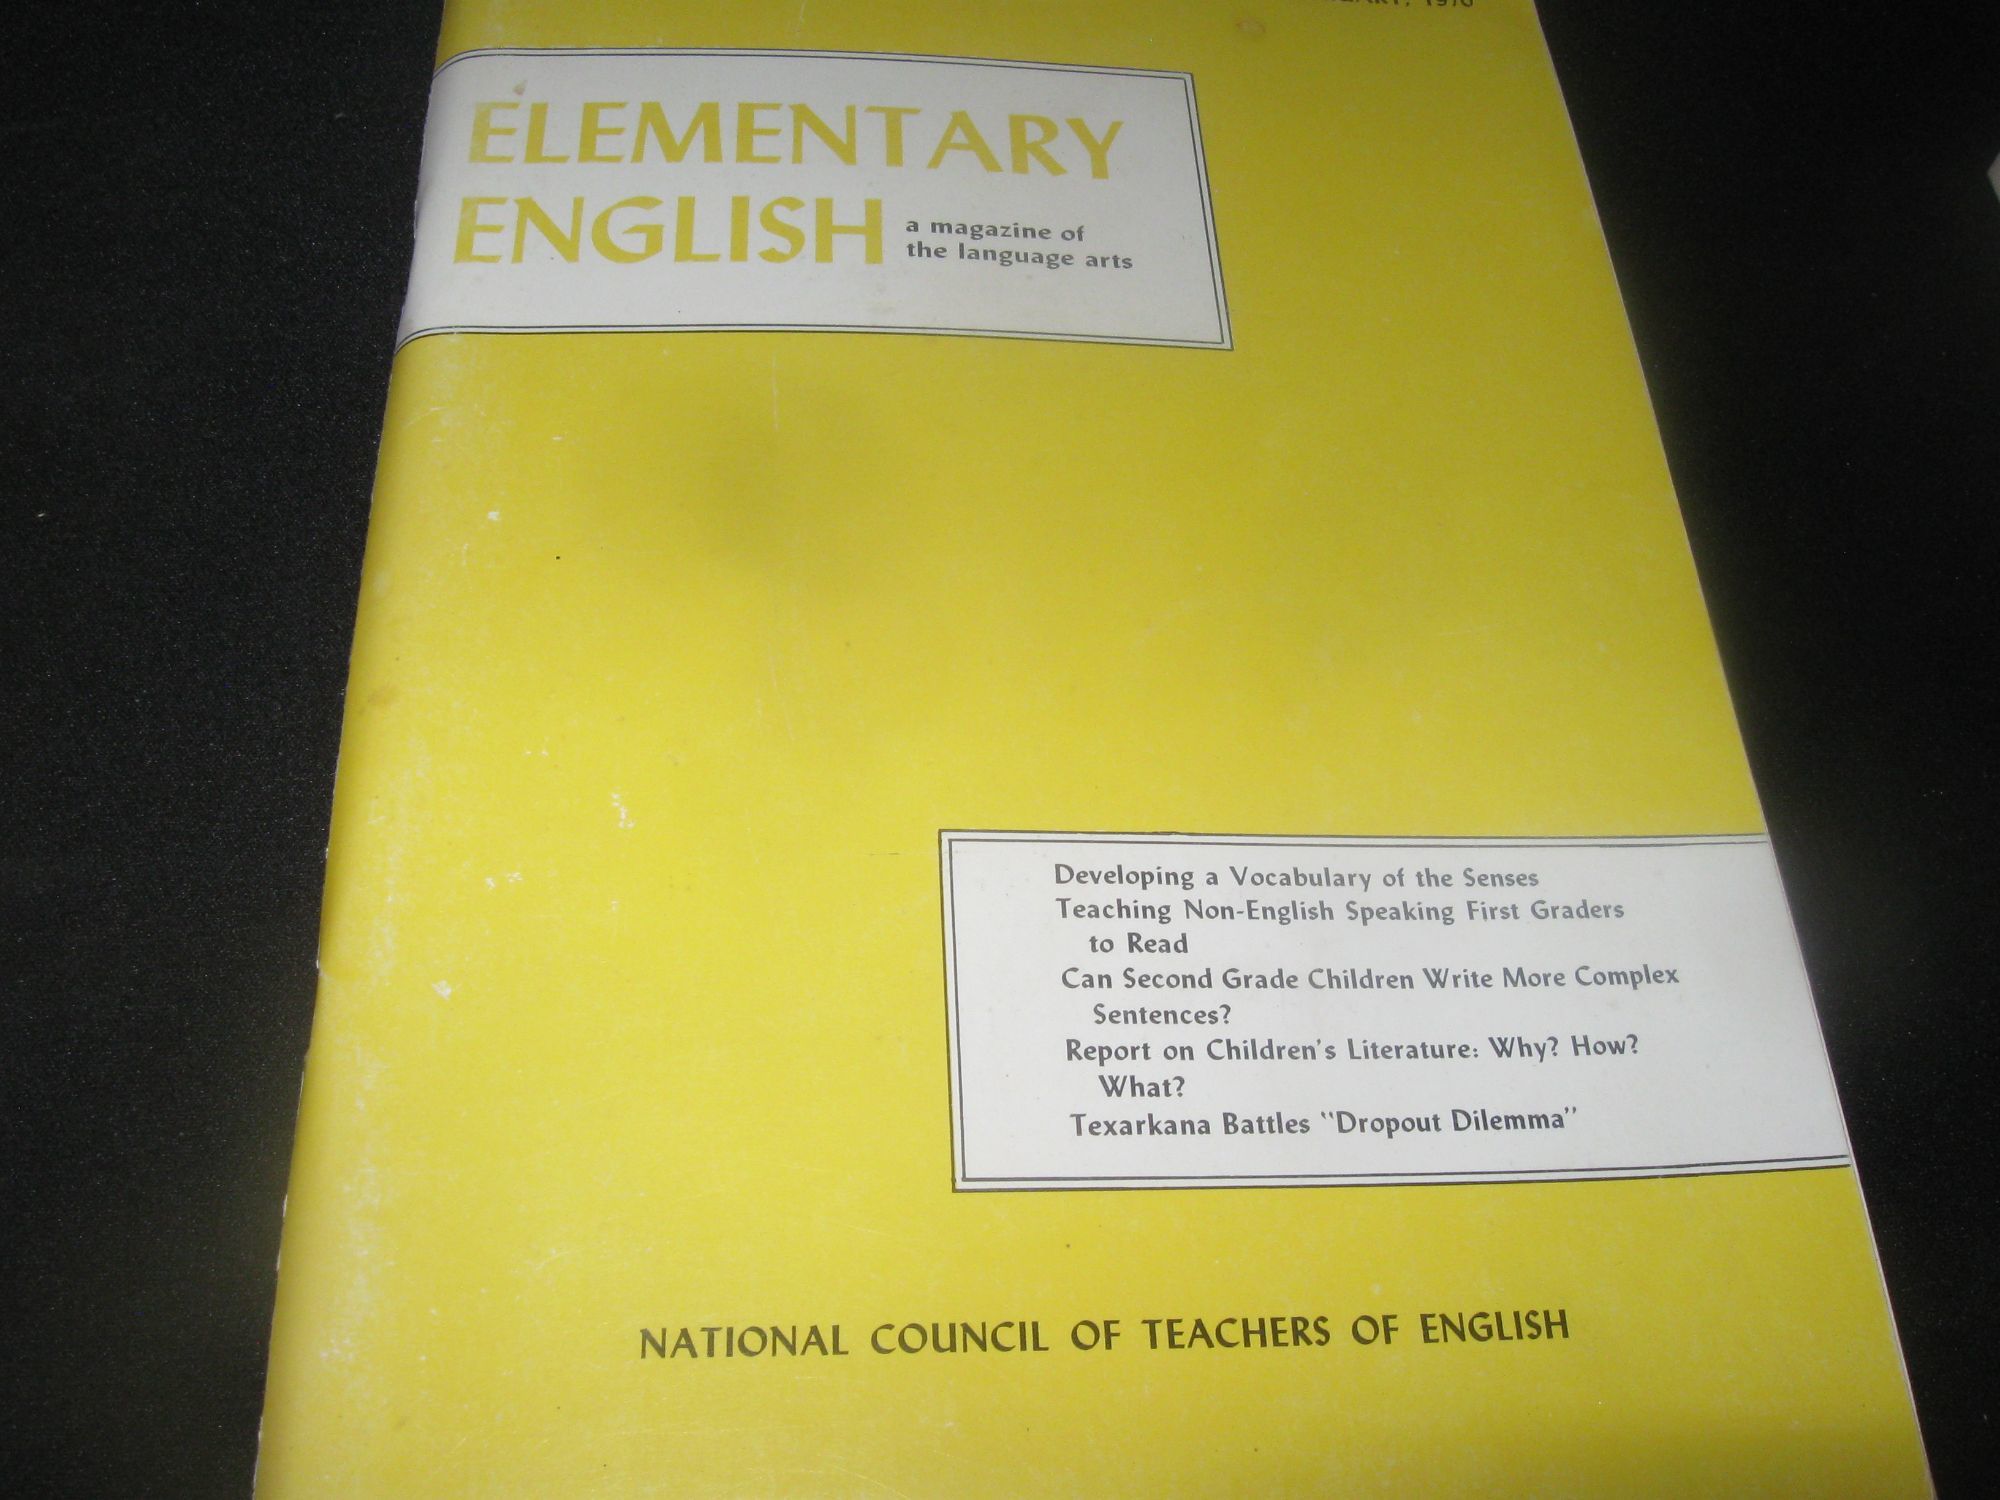 1970
ELEMENTARY
ENGLISH
a magazine of
the language arts
Developing a Vocabulary of the Senses
Teaching Non-English Speaking First Graders
to Read
Can Second Grade Children Write More Complex
Sentences?
Report on Children's Literature: Why? How?
What?
Texarkana Battles "Dropout Dilemma"
NATIONAL COUNCIL OF TEACHERS OF ENGLISH